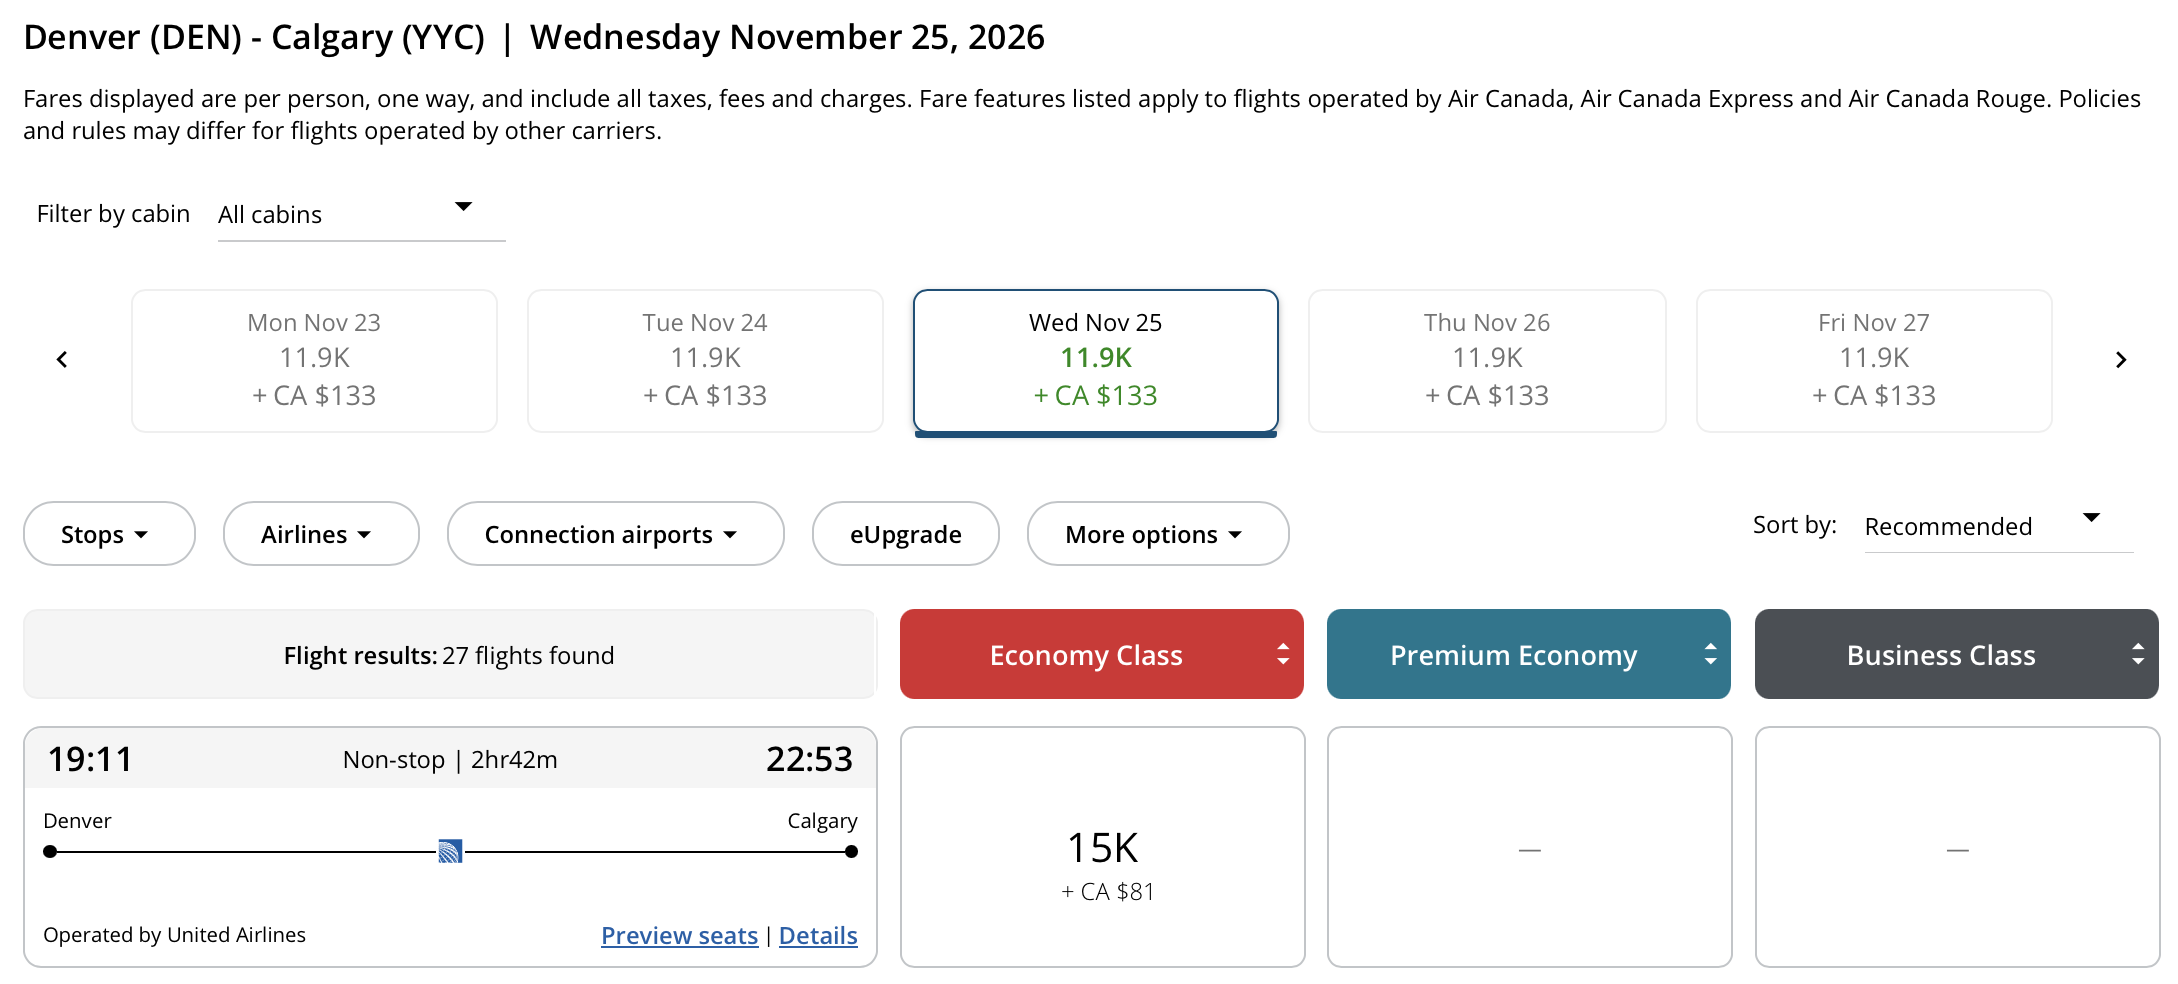 Denver (DEN) - Calgary (YYC) | Wednesday November 25, 2026
Fares displayed are per person, one way, and include all taxes, fees and charges. Fare features listed apply to flights operated by Air Canada, Air Canada Express and Air Canada Rouge. Policies
and rules may differ for flights operated by other carriers.
Filter by cabin All cabins
Mon Nov 23
11.9K
+ CA $133
Tue Nov 24
11.9K
+ CA $133
Wed Nov 25
11.9K
+ CA $133
Thu Nov 26
11.9K
+ CA $133
Fri Nov 27
11.9K
+ CA $133
Stops Airlines Connection airports eUpgrade More options Sort by: Recommended
Flight results: 27 flights found Economy Class Premium Economy Business Class
19:11 Non-stop | 2hr42m 22:53
Denver Calgary
Operated by United Airlines Preview seats | Details
15K
+ CA $81
—
—